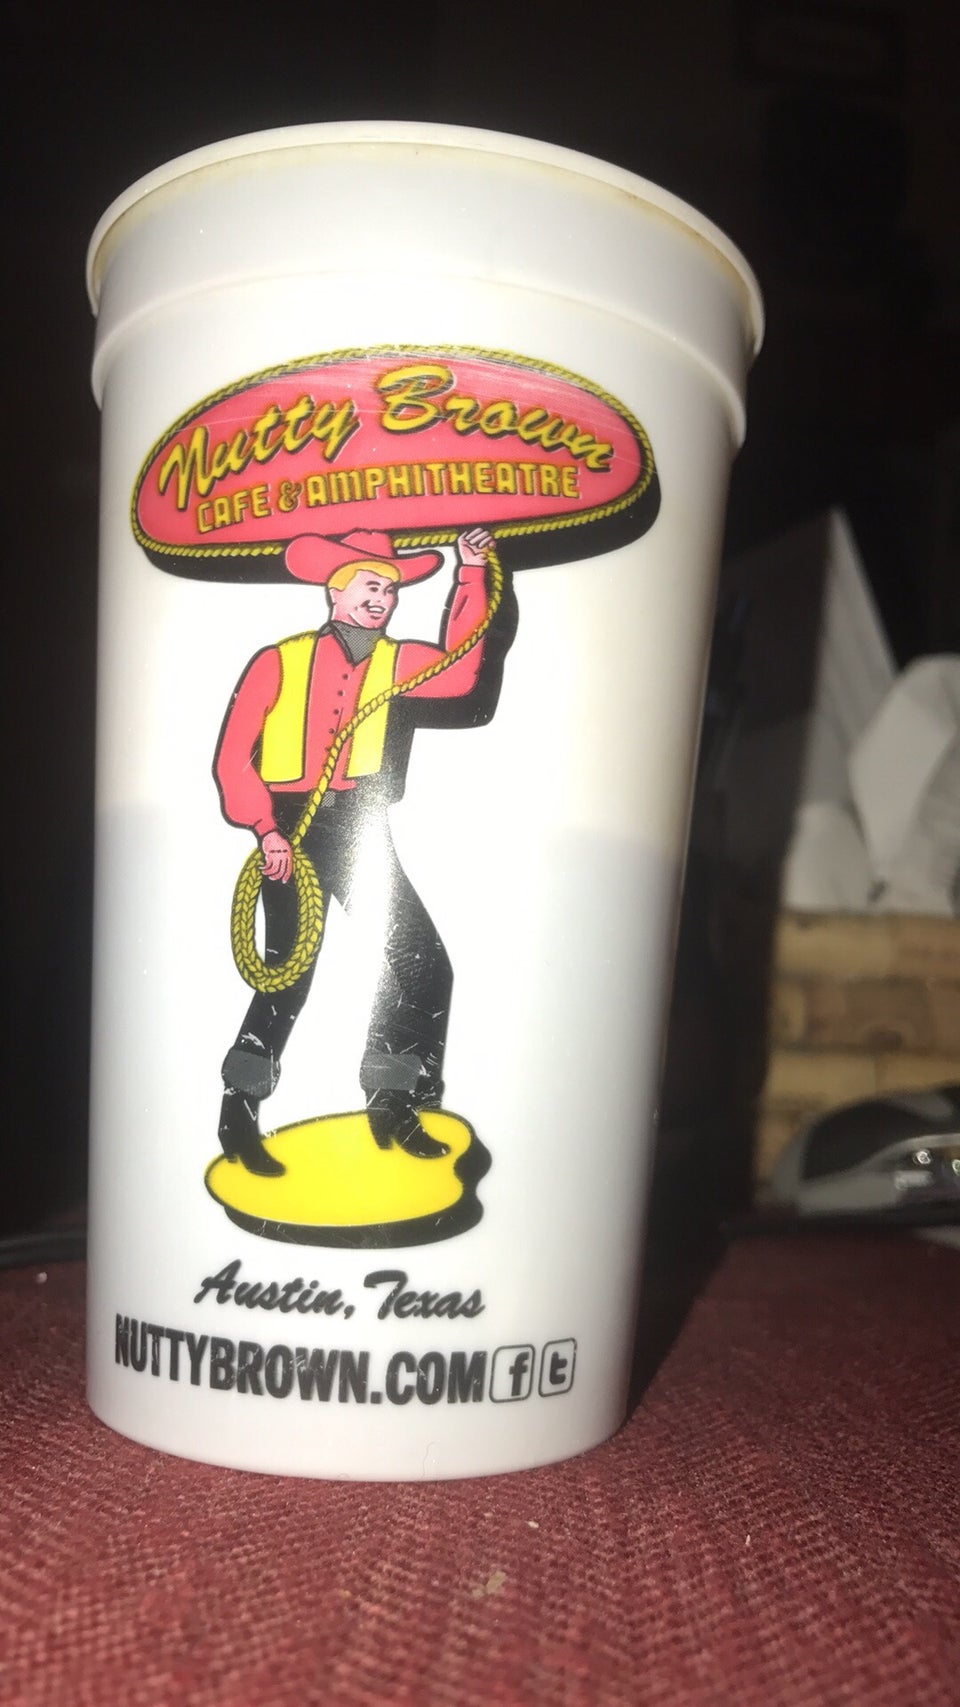 Nutty Brown
CAFE & AMPHITHEATRE
Austin, Texas
NUTTYBROWN.COM f t